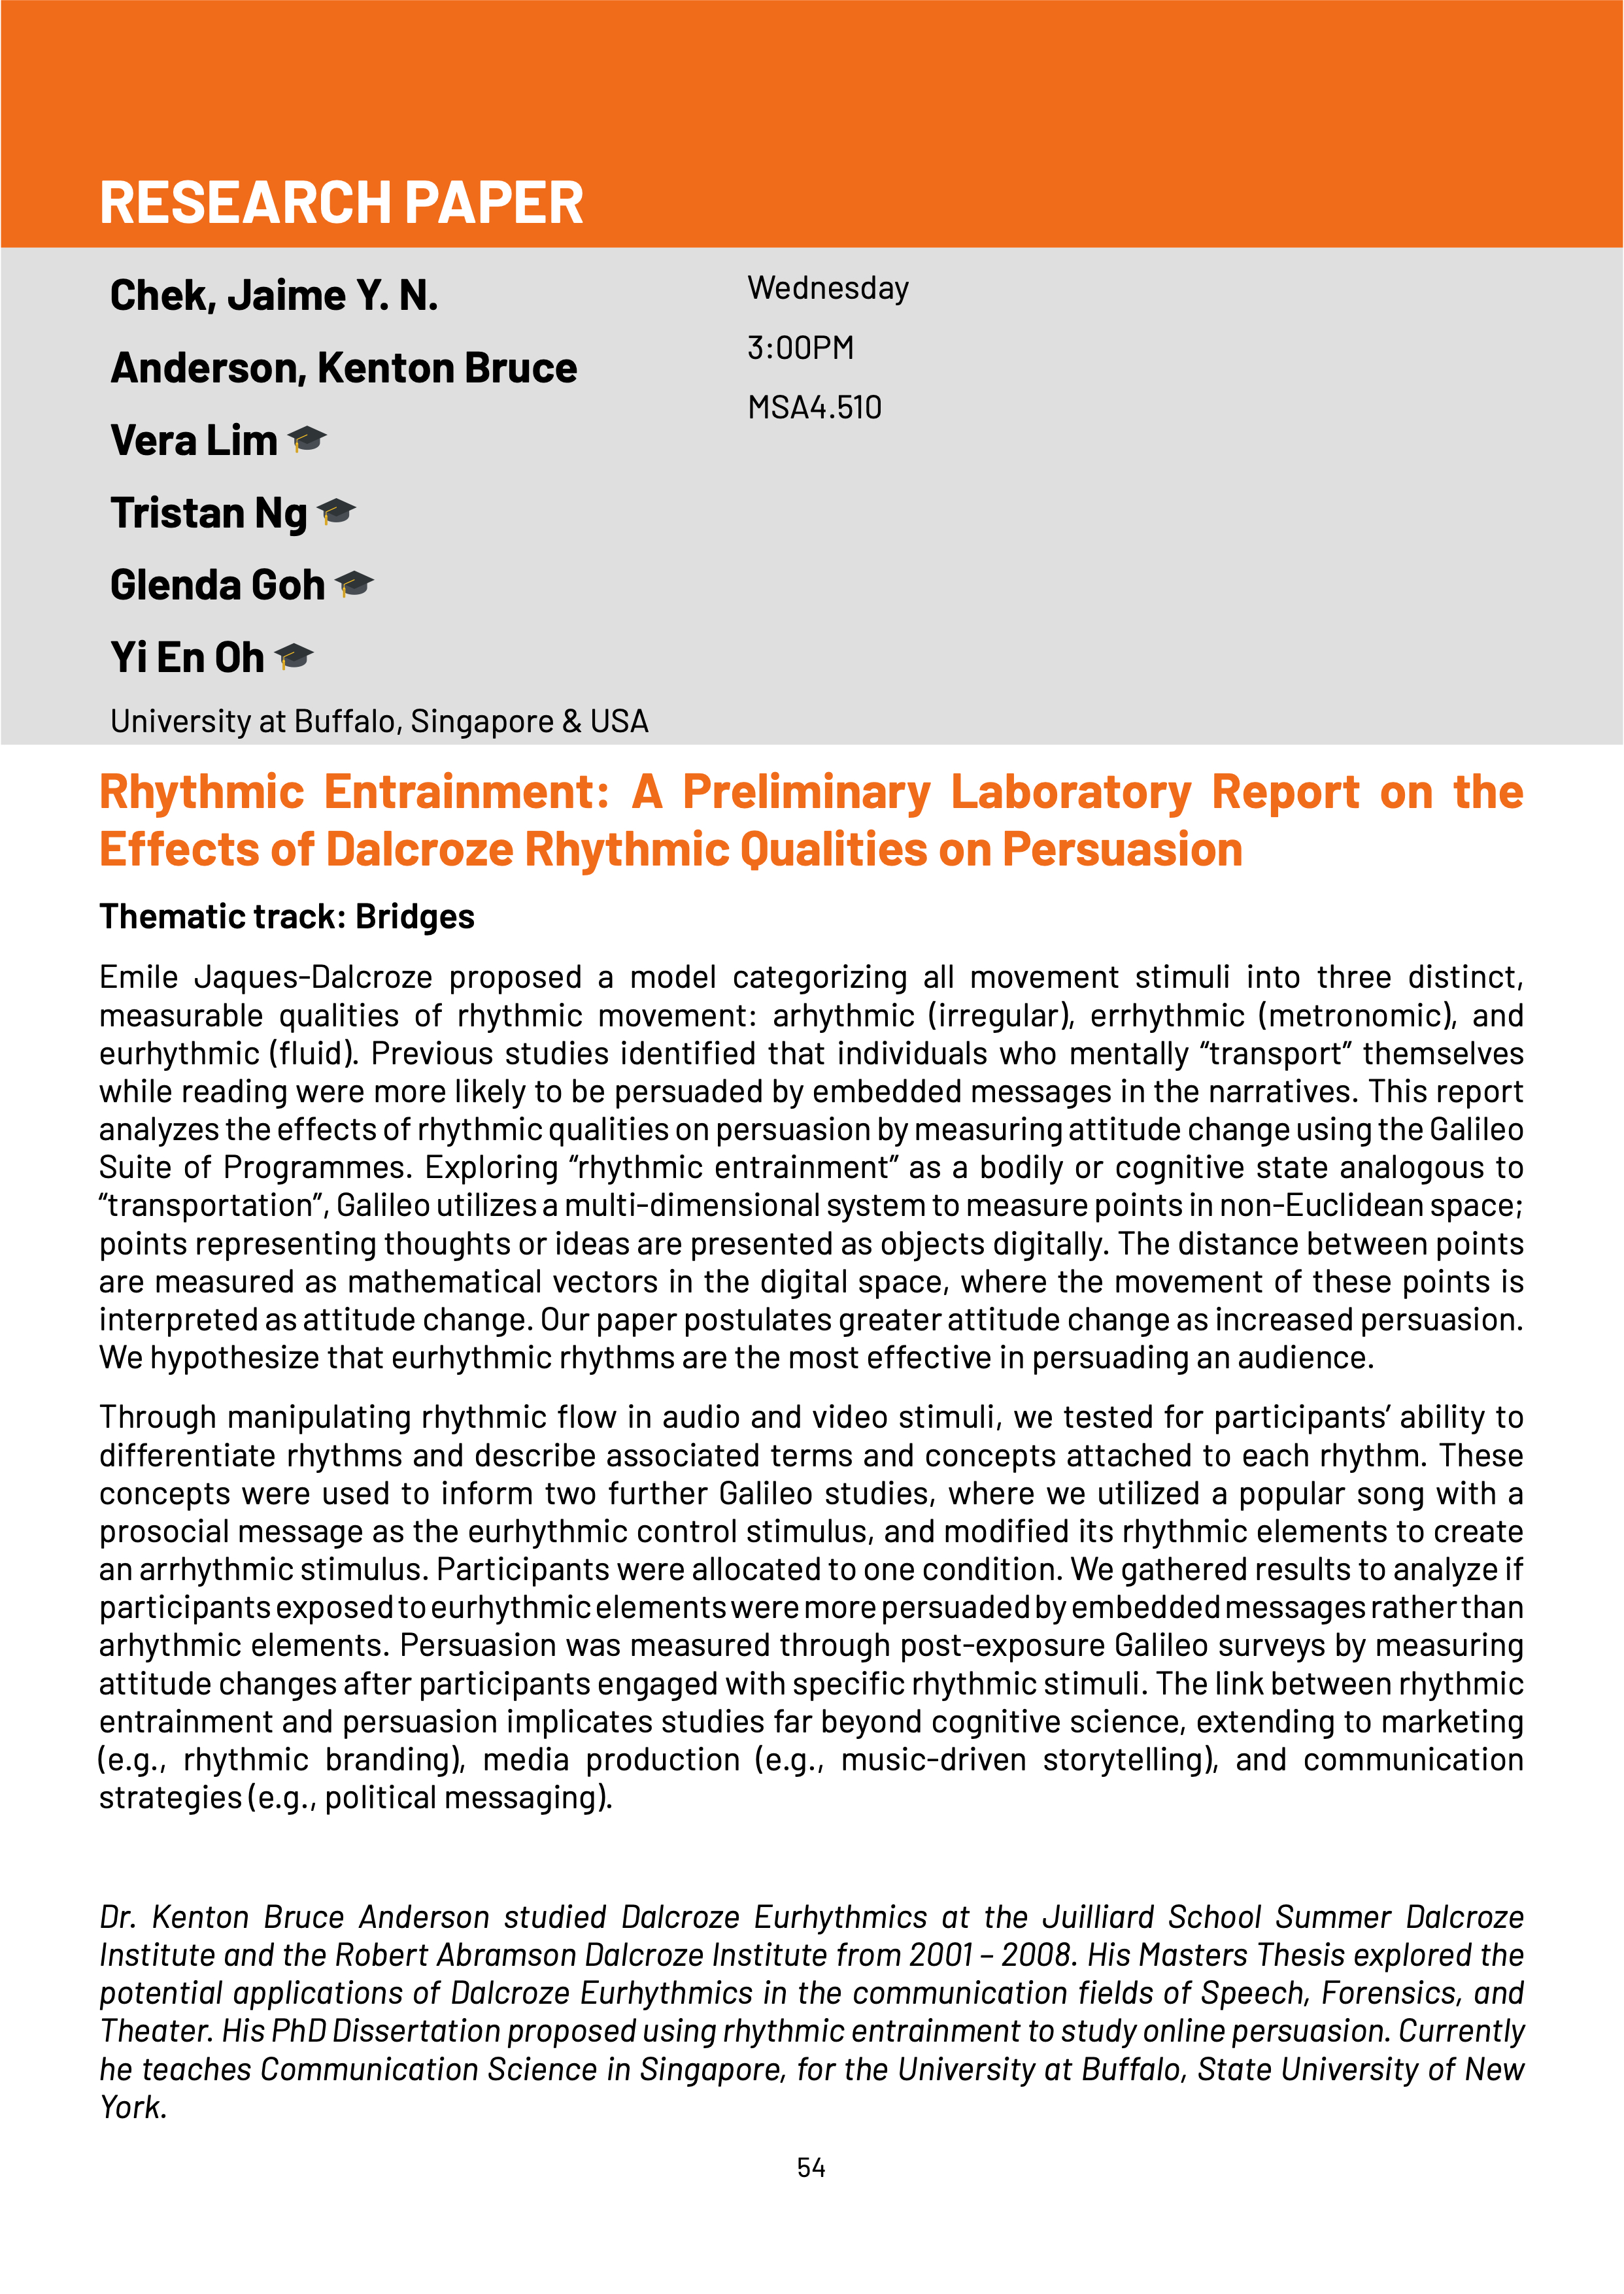 RESEARCH PAPER
Chek, Jaime Y. N.
Anderson, Kenton Bruce
Vera Lim
Tristan Ng
Glenda Goh
Yi En Oh
University at Buffalo, Singapore & USA
Wednesday
3:00PM
MSA4.510
Rhythmic Entrainment: A Preliminary Laboratory Report on the
Effects of Dalcroze Rhythmic Qualities on Persuasion
Thematic track: Bridges
Emile Jaques-Dalcroze proposed a model categorizing all movement stimuli into three distinct,
measurable qualities of rhythmic movement: arhythmic (irregular), errhythmic (metronomic), and
eurhythmic (fluid). Previous studies identified that individuals who mentally “transport” themselves
while reading were more likely to be persuaded by embedded messages in the narratives. This report
analyzes the effects of rhythmic qualities on persuasion by measuring attitude change using the Galileo
Suite of Programmes. Exploring “rhythmic entrainment” as a bodily or cognitive state analogous to
“transportation”, Galileo utilizes a multi-dimensional system to measure points in non-Euclidean space;
points representing thoughts or ideas are presented as objects digitally. The distance between points
are measured as mathematical vectors in the digital space, where the movement of these points is
interpreted as attitude change. Our paper postulates greater attitude change as increased persuasion.
We hypothesize that eurhythmic rhythms are the most effective in persuading an audience.
Through manipulating rhythmic flow in audio and video stimuli, we tested for participants’ ability to
differentiate rhythms and describe associated terms and concepts attached to each rhythm. These
concepts were used to inform two further Galileo studies, where we utilized a popular song with a
prosocial message as the eurhythmic control stimulus, and modified its rhythmic elements to create
an arrhythmic stimulus. Participants were allocated to one condition. We gathered results to analyze if
participants exposed to eurhythmic elements were more persuaded by embedded messages rather than
arhythmic elements. Persuasion was measured through post-exposure Galileo surveys by measuring
attitude changes after participants engaged with specific rhythmic stimuli. The link between rhythmic
entrainment and persuasion implicates studies far beyond cognitive science, extending to marketing
(e.g., rhythmic branding), media production (e.g., music-driven storytelling), and communication
strategies (e.g., political messaging).
Dr. Kenton Bruce Anderson studied Dalcroze Eurhythmics at the Juilliard School Summer Dalcroze
Institute and the Robert Abramson Dalcroze Institute from 2001 – 2008. His Masters Thesis explored the
potential applications of Dalcroze Eurhythmics in the communication fields of Speech, Forensics, and
Theater. His PhD Dissertation proposed using rhythmic entrainment to study online persuasion. Currently
he teaches Communication Science in Singapore, for the University at Buffalo, State University of New
York.
54